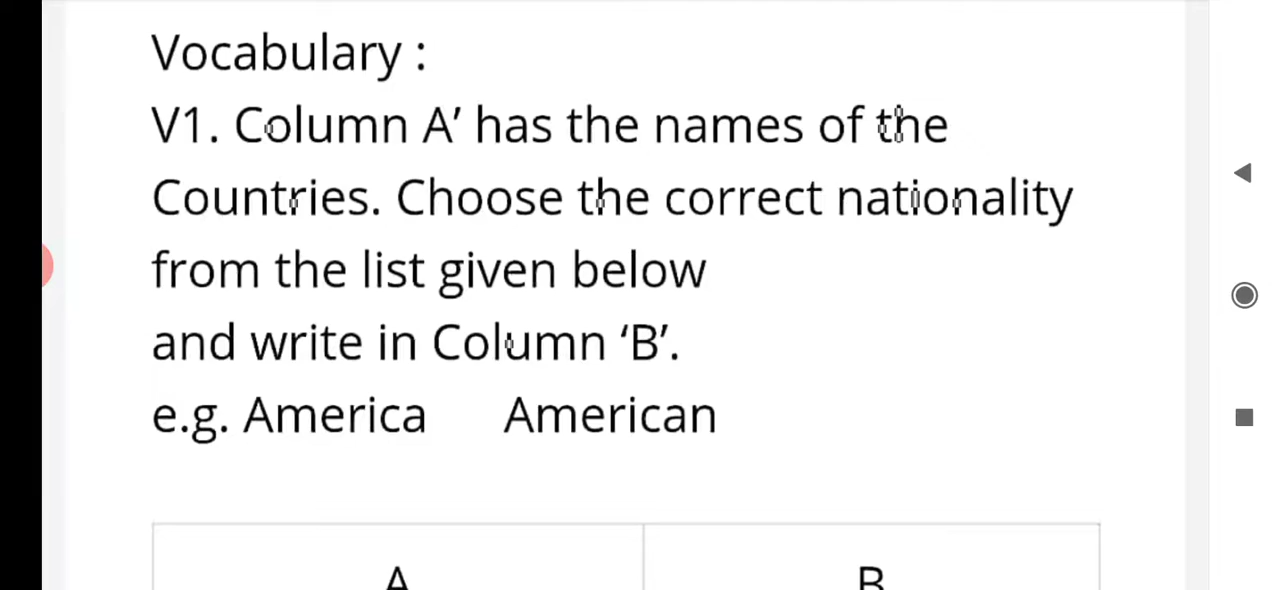 Vocabulary :
V1. Column A’ has the names of the
Countries. Choose the correct nationality
from the list given below
and write in Column ‘B’.
e.g. America American
A B